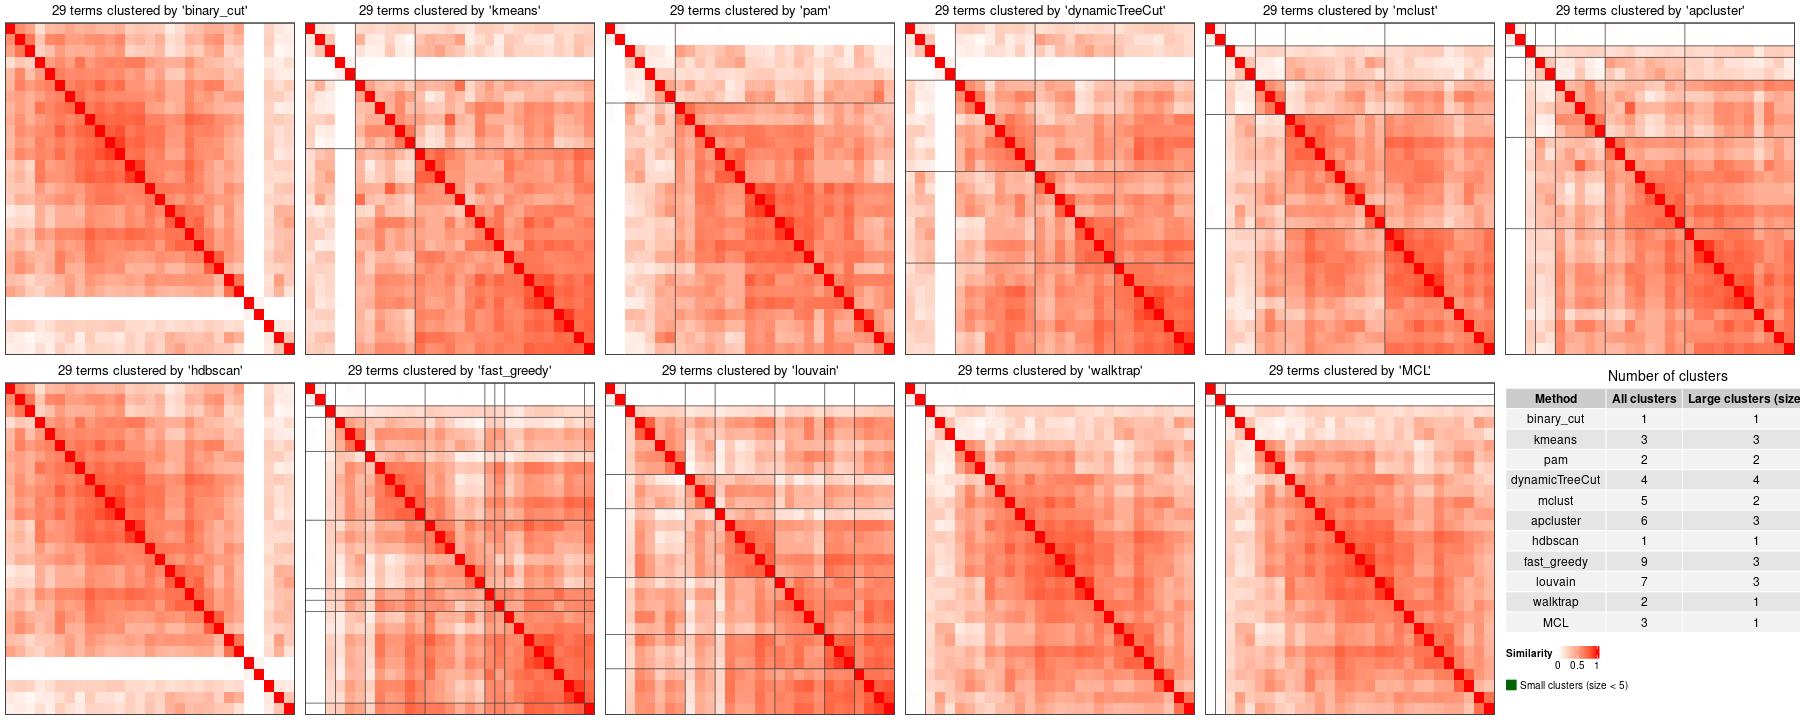 29 terms clustered by 'binary_cut'
29 terms clustered by 'kmeans'
29 terms clustered by 'pam'
29 terms clustered by 'dynamicTreeCut'
29 terms clustered by 'mclust'
29 terms clustered by 'apcluster'
29 terms clustered by 'hdbscan'
29 terms clustered by 'fast_greedy'
29 terms clustered by 'louvain'
29 terms clustered by 'walktrap'
29 terms clustered by 'MCL'
Number of clusters
Method All clusters Large clusters (size
binary_cut 1 1
kmeans 3 3
pam 2 2
dynamicTreeCut 4 4
mclust 5 2
apcluster 6 3
hdbscan 1 1
fast_greedy 9 3
louvain 7 3
walktrap 2 1
MCL 3 1
Similarity
0 0.5 1
Small clusters (size < 5)